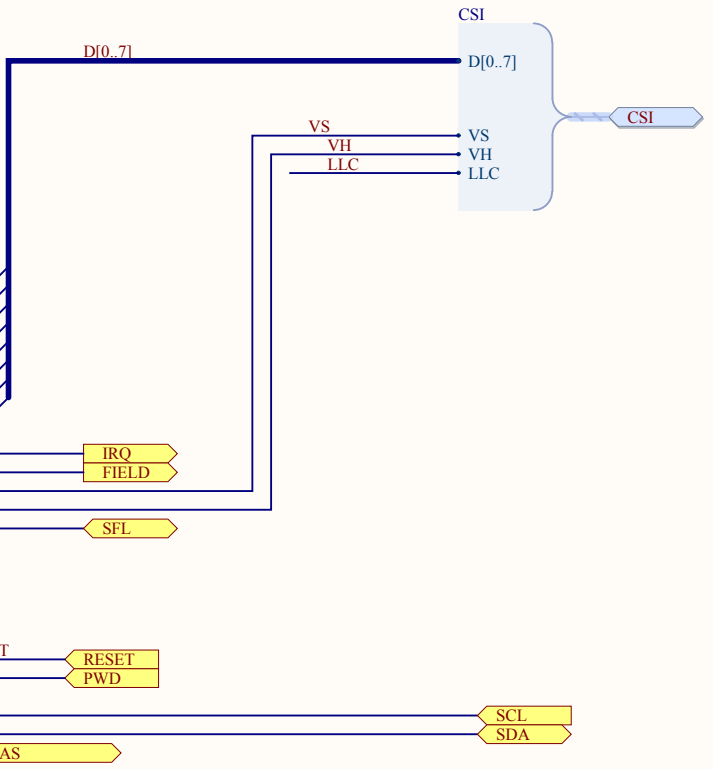 CSI
D[0..7]
D[0..7]
CSI
VS
VS
VH
VH
LLC
LLC
IRQ
FIELD
SFL
T
RESET
PWD
SCL
SDA
AS